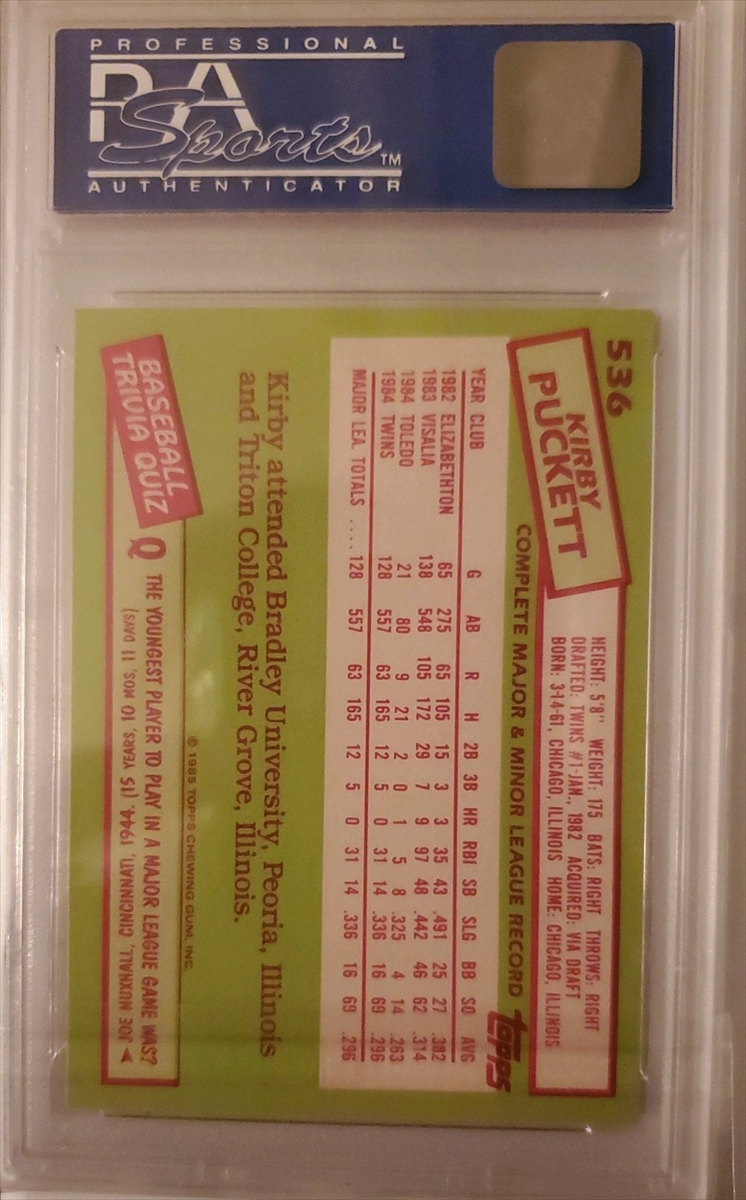 PROFESSIONAL
PSA
Sports™
AUTHENTICATOR
536
KIRBY
PUCKETT
HEIGHT: 5'8" WEIGHT: 175 BATS: RIGHT THROWS: RIGHT
DRAFTED: TWINS #1-JAN., 1982 ACQUIRED: VIA DRAFT
BORN: 3-14-61, CHICAGO, ILLINOIS HOME: CHICAGO, ILLINOIS
COMPLETE MAJOR & MINOR LEAGUE RECORD topps
YEAR CLUB G AB R H 2B 3B HR RBI SB SLG BB SO AVG
1982 ELIZABETHTON 65 275 65 105 15 3 3 35 43 .491 25 27 .382
1983 VISALIA 138 548 105 172 29 7 9 97 48 .442 46 62 .314
1984 TOLEDO 21 80 9 21 2 0 1 5 8 .325 4 14 .263
1984 TWINS 128 557 63 165 12 5 0 31 14 .336 16 69 .296
MAJOR LEA. TOTALS .... 128 557 63 165 12 5 0 31 14 .336 16 69 .296
Kirby attended Bradley University, Peoria, Illinois
and Triton College, River Grove, Illinois.
© 1985 TOPPS CHEWING GUM, INC.
BASEBALL
TRIVIA QUIZ
Q THE YOUNGEST PLAYER TO PLAY IN A MAJOR LEAGUE GAME WAS?
◄ JOE NUXHALL, CINCINNATI, 1944. (15 YEARS, 10 MOS., 11 DAYS)